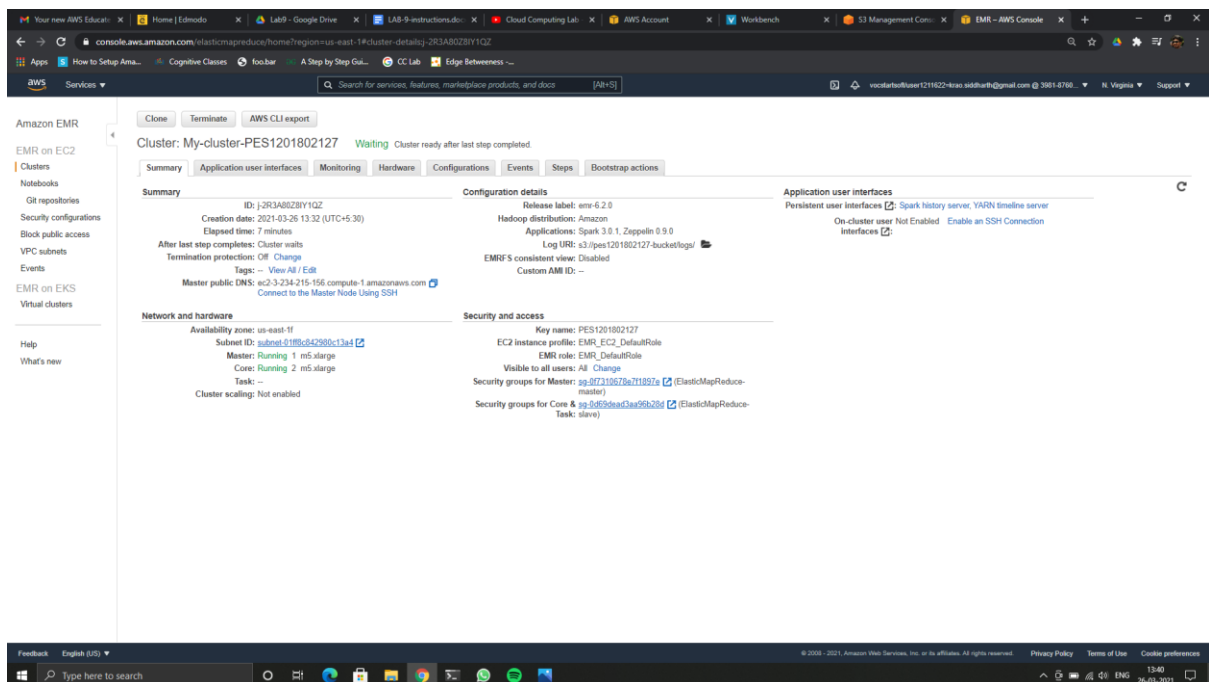 Your new AWS Educate
Home | Edmodo
Lab9 - Google Drive
LAB-9-instructions.doc
Cloud Computing Lab
AWS Account
Workbench
S3 Management Cons
EMR – AWS Console
console.aws.amazon.com/elasticmapreduce/home?region=us-east-1#cluster-details:j-2R3A80Z8IY1QZ
Apps
How to Setup Ama...
Cognitive Classes
foo.bar
A Step by Step Gui...
CC Lab
Edge Betweeness -...
aws
Services
Search for services, features, marketplace products, and docs
[Alt+S]
vocstartsoft/user1211622=krao.siddharth@gmail.com @ 3981-8760...
N. Virginia
Support
Amazon EMR
EMR on EC2
Clusters
Notebooks
Git repositories
Security configurations
Block public access
VPC subnets
Events
EMR on EKS
Virtual clusters
Help
What's new
Clone
Terminate
AWS CLI export
Cluster: My-cluster-PES1201802127 Waiting Cluster ready after last step completed.
Summary
Application user interfaces
Monitoring
Hardware
Configurations
Events
Steps
Bootstrap actions
Summary
ID: j-2R3A80Z8IY1QZ
Creation date: 2021-03-26 13:32 (UTC+5:30)
Elapsed time: 7 minutes
After last step completes: Cluster waits
Termination protection: Off Change
Tags: -- View All / Edit
Master public DNS: ec2-3-234-215-
156.compute-1.amazonaws.com
Connect to the Master Node Using SSH
Configuration details
Release label: emr-6.2.0
Hadoop distribution: Amazon
Applications: Spark 3.0.1, Zeppelin 0.9.0
Log URI: s3://pes1201802127-bucket/logs/
EMRFS consistent view: Disabled
Custom AMI ID: --
Application user interfaces
Persistent user interfaces : Spark history server, YARN timeline
server
On-cluster user Not Enabled Enable an SSH Connection
interfaces :
Network and hardware
Availability zone: us-east-1f
Subnet ID: subnet-01ff8c842980c13a4
Master: Running 1 m5.xlarge
Core: Running 2 m5.xlarge
Task: --
Cluster scaling: Not enabled
Security and access
Key name: PES1201802127
EC2 instance profile: EMR_EC2_DefaultRole
EMR role: EMR_DefaultRole
Visible to all users: All Change
Security groups for Master: sg-0f7310678e7f1897e (ElasticMapReduce-
master)
Security groups for Core & sg-0d69dead3aa96b28d (ElasticMapReduce-
Task: slave)
Feedback
English (US)
© 2008 - 2021, Amazon Web Services, Inc. or its affiliates. All rights reserved.
Privacy Policy
Terms of Use
Cookie preferences
Type here to search
ENG
13:40
26-03-2021